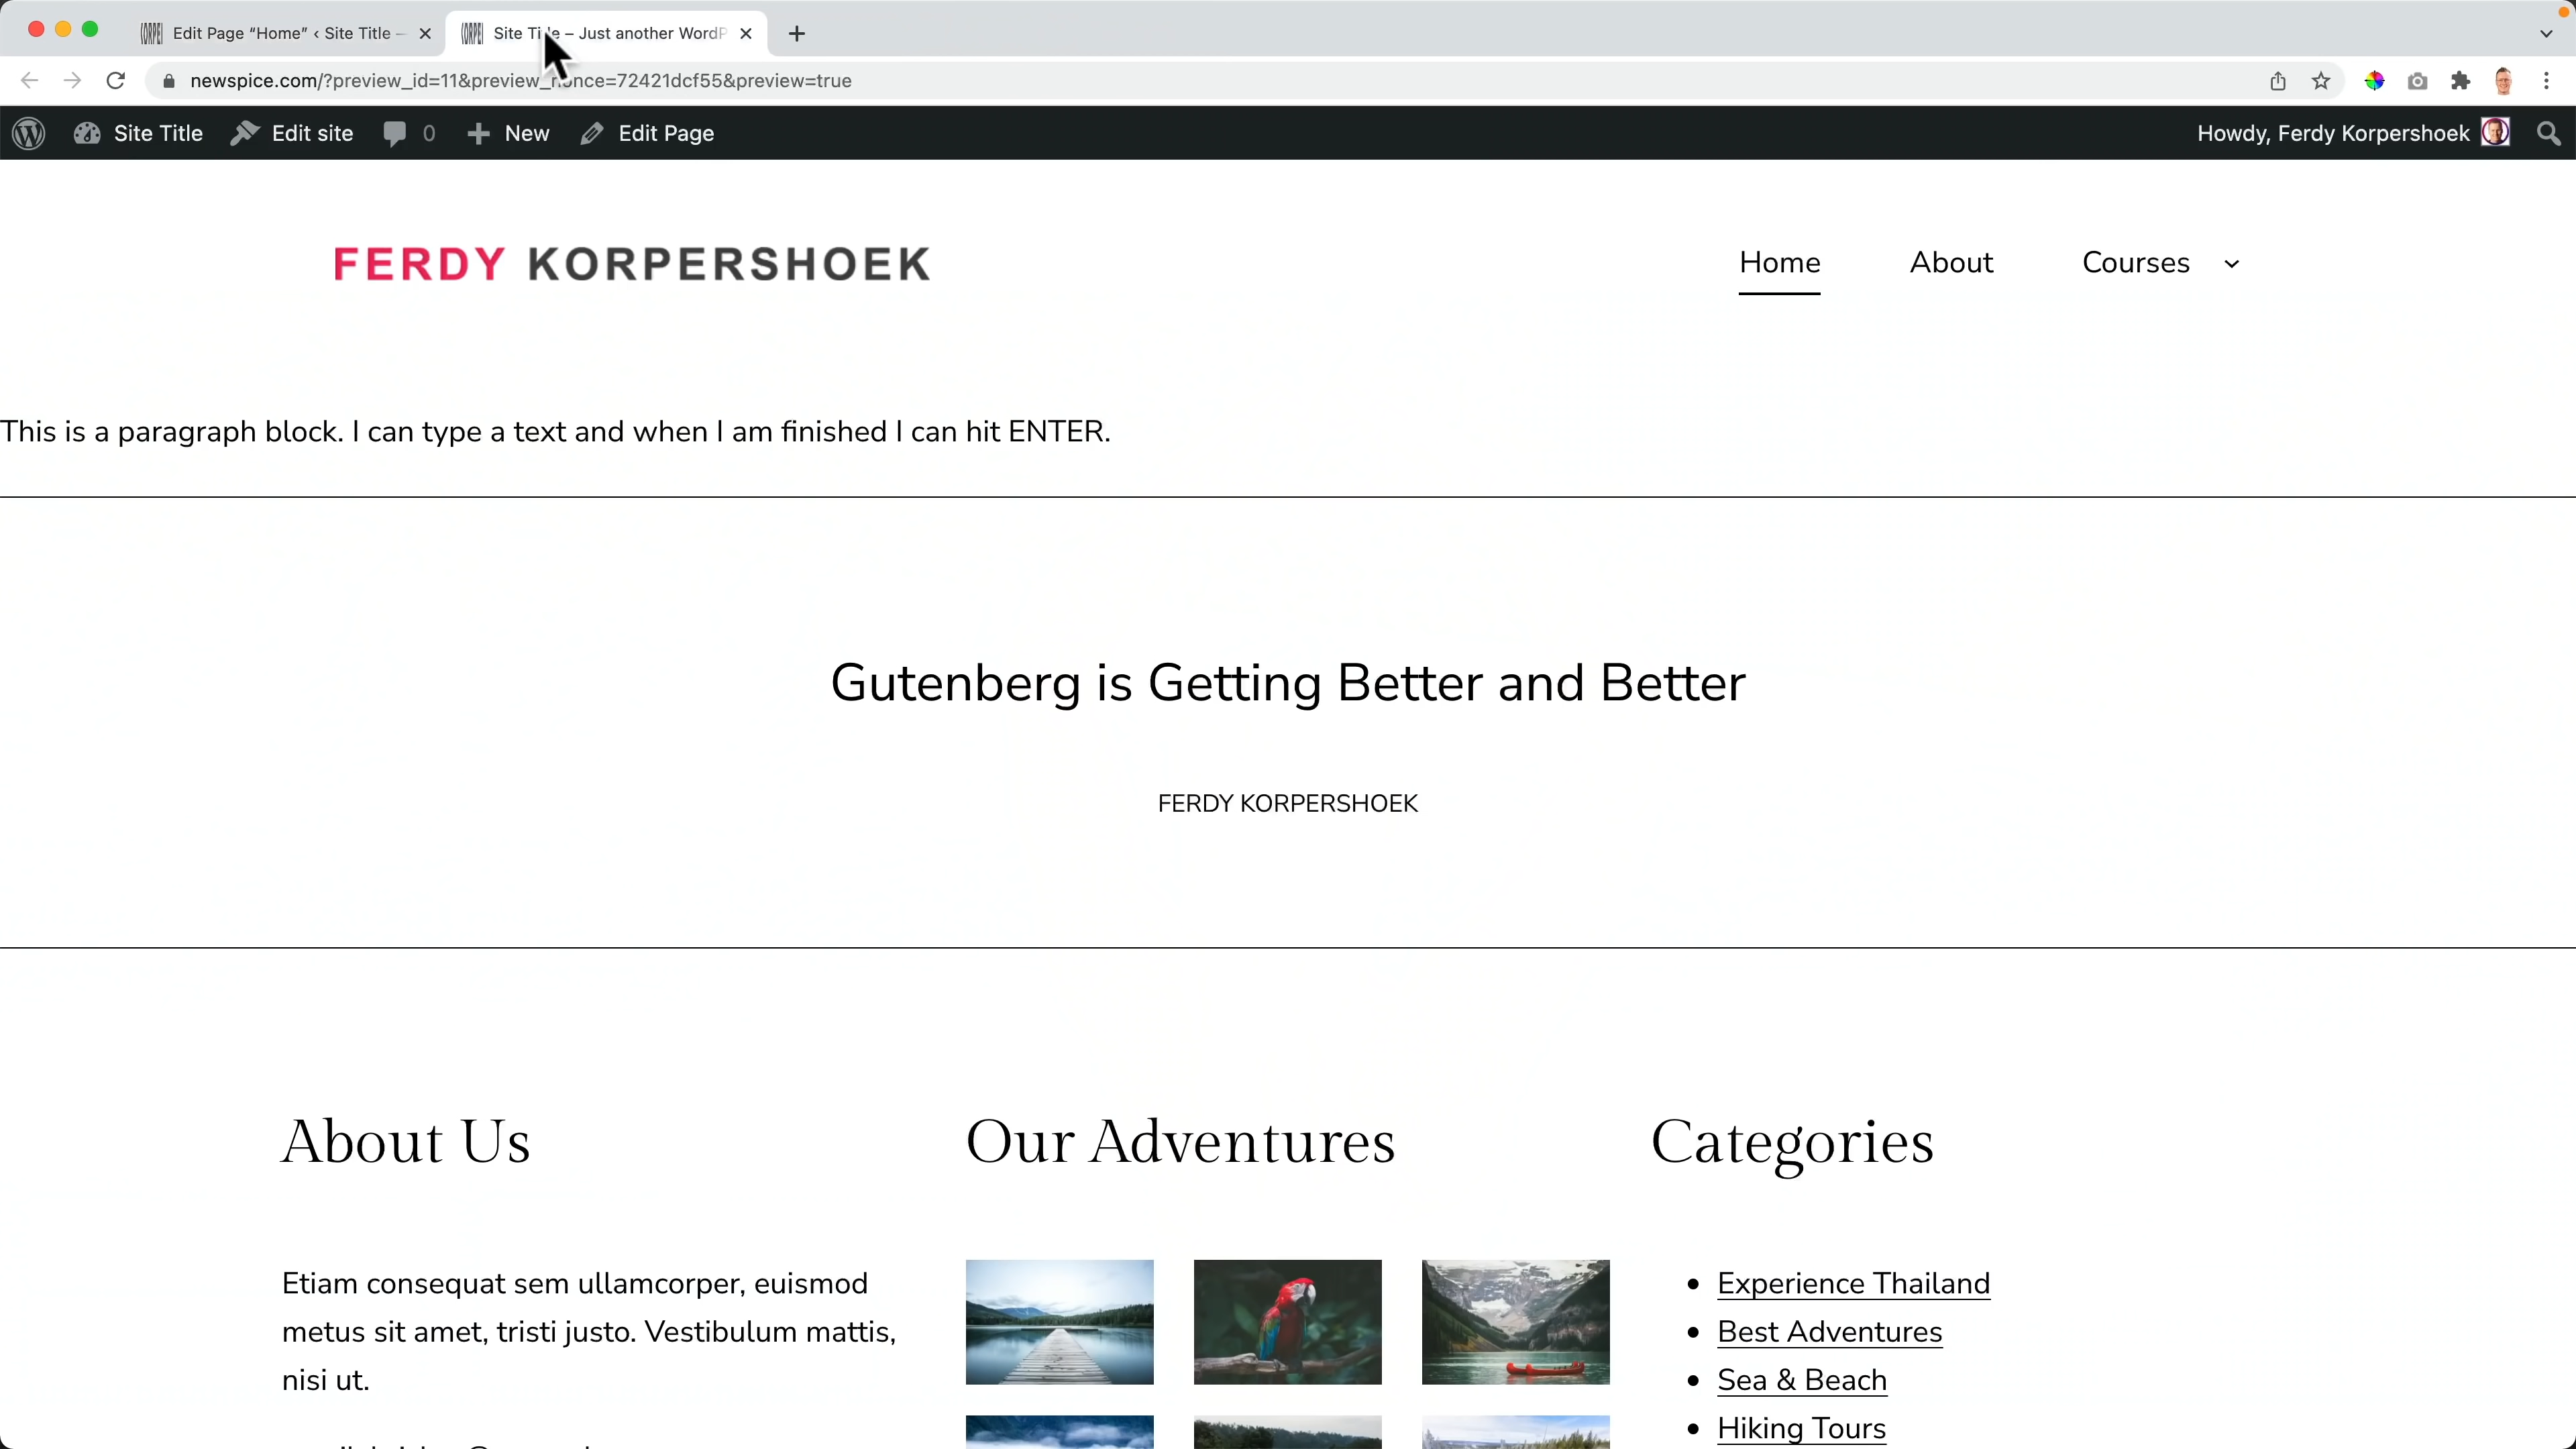 Edit Page “Home” ‹ Site Title —
Site Title – Just another WordP
newspice.com/?preview_id=11&preview_nonce=72421dcf55&preview=true
Site Title
Edit site
0
New
Edit Page
Howdy, Ferdy Korpershoek
FERDY KORPERSHOEK
Home
About
Courses
This is a paragraph block. I can type a text and when I am finished I can hit ENTER.
Gutenberg is Getting Better and Better
FERDY KORPERSHOEK
About Us
Our Adventures
Categories
Etiam consequat sem ullamcorper, euismod
metus sit amet, tristi justo. Vestibulum mattis,
nisi ut.
Experience Thailand
Best Adventures
Sea & Beach
Hiking Tours